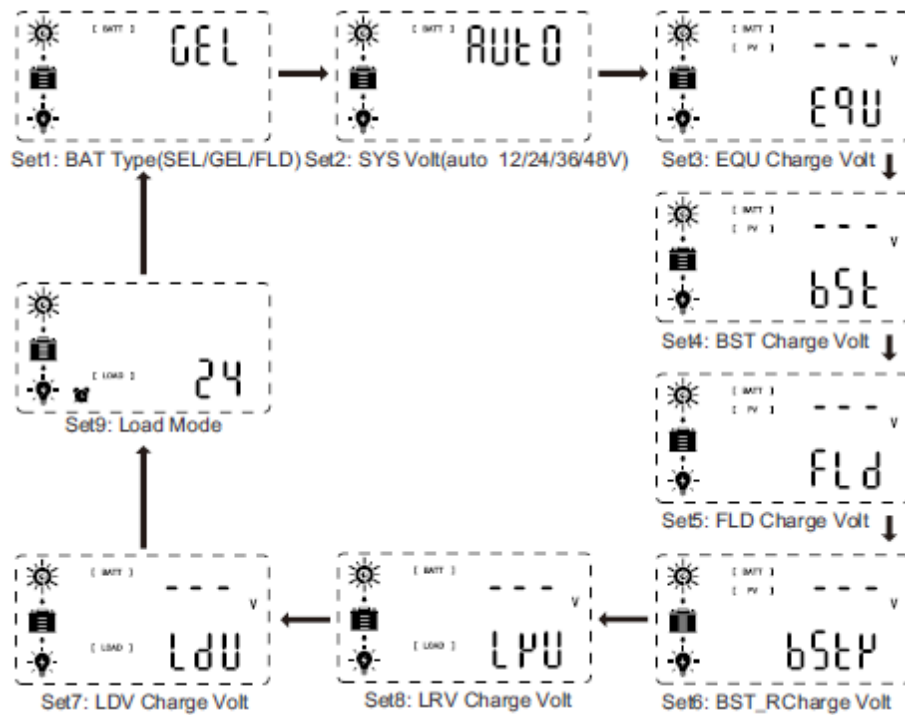 [ BATT ]
GEL
Set1: BAT Type(SEL/GEL/FLD)
[ BATT ]
AUtO
Set2: SYS Volt(auto 12/24/36/48V)
[ BATT ]
[ PV ]
- - - V
EqU
Set3: EQU Charge Volt
[ BATT ]
[ PV ]
- - - V
bSt
Set4: BST Charge Volt
[ BATT ]
[ PV ]
- - - V
FLd
Set5: FLD Charge Volt
[ BATT ]
[ PV ]
- - - V
bStr
Set6: BST_RCharge Volt
[ BATT ]
- - - V
[ LOAD ]
LrU
Set8: LRV Charge Volt
[ BATT ]
- - - V
[ LOAD ]
LdU
Set7: LDV Charge Volt
[ LOAD ]
24
Set9: Load Mode